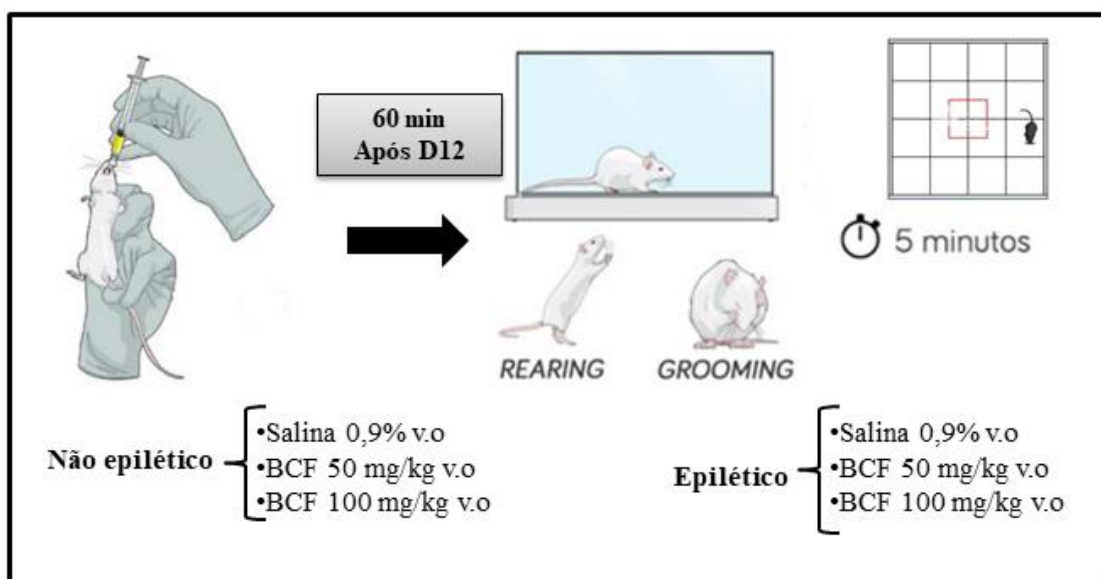 60 min
Após D12
5 minutos
REARING
GROOMING
Não epilético
•Salina 0,9% v.o
•BCF 50 mg/kg v.o
•BCF 100 mg/kg v.o
Epilético
•Salina 0,9% v.o
•BCF 50 mg/kg v.o
•BCF 100 mg/kg v.o